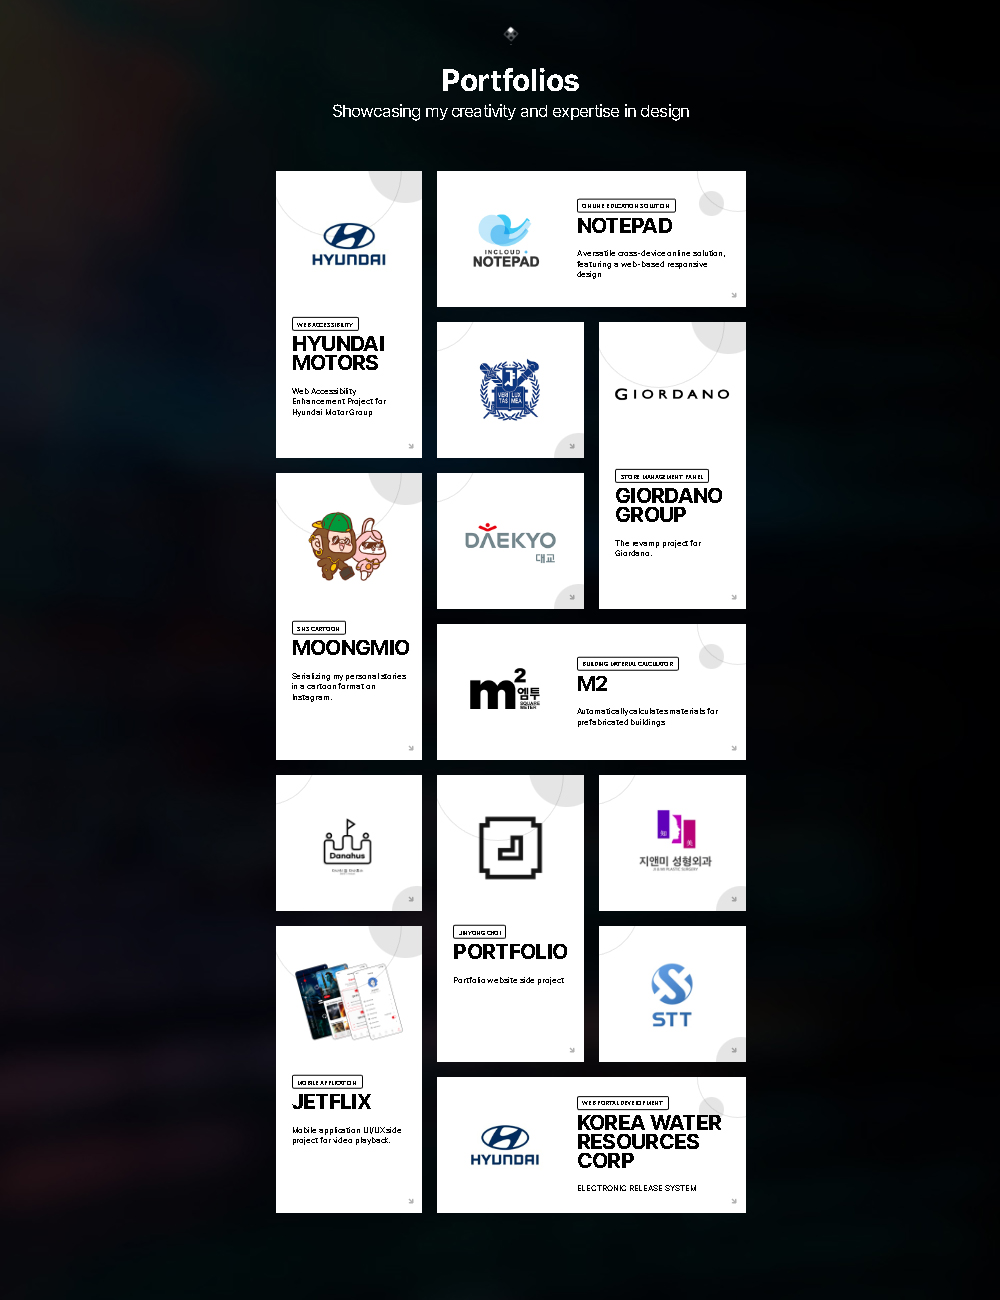 Portfolios
Showcasing my creativity and expertise in design
HYUNDAI
WEB ACCESSIBILITY
HYUNDAI
MOTORS
Web Accessibility
Enhancement Project for
Hyundai Motor Group
INCLOUD +
NOTEPAD
ONLINE EDUCATION SOLUTION
NOTEPAD
A versatile cross-device online solution,
featuring a web-based responsive
design
VERI LUX
TAS MEA
GIORDANO
STORE MANAGEMENT PANEL
GIORDANO
GROUP
The revamp project for
Giordano.
SNS CARTOON
MOONGMIO
Serializing my personal stories
in a cartoon format on
Instagram.
DAEKYO
대교
m2
엠투
SQUARE
METER
BUILDING MATERIAL CALCULATOR
M2
Automatically calculates materials for
prefabricated buildings
Danahus
JINYONG CHOI
PORTFOLIO
Portfolio website side project
知
美
지앤미 성형외과
MOBILE APPLICATION
JETFLIX
Mobile application UI/UX side
project for video playback.
STT
HYUNDAI
WEB PORTAL DEVELOPMENT
KOREA WATER
RESOURCES
CORP
ELECTRONIC RELEASE SYSTEM